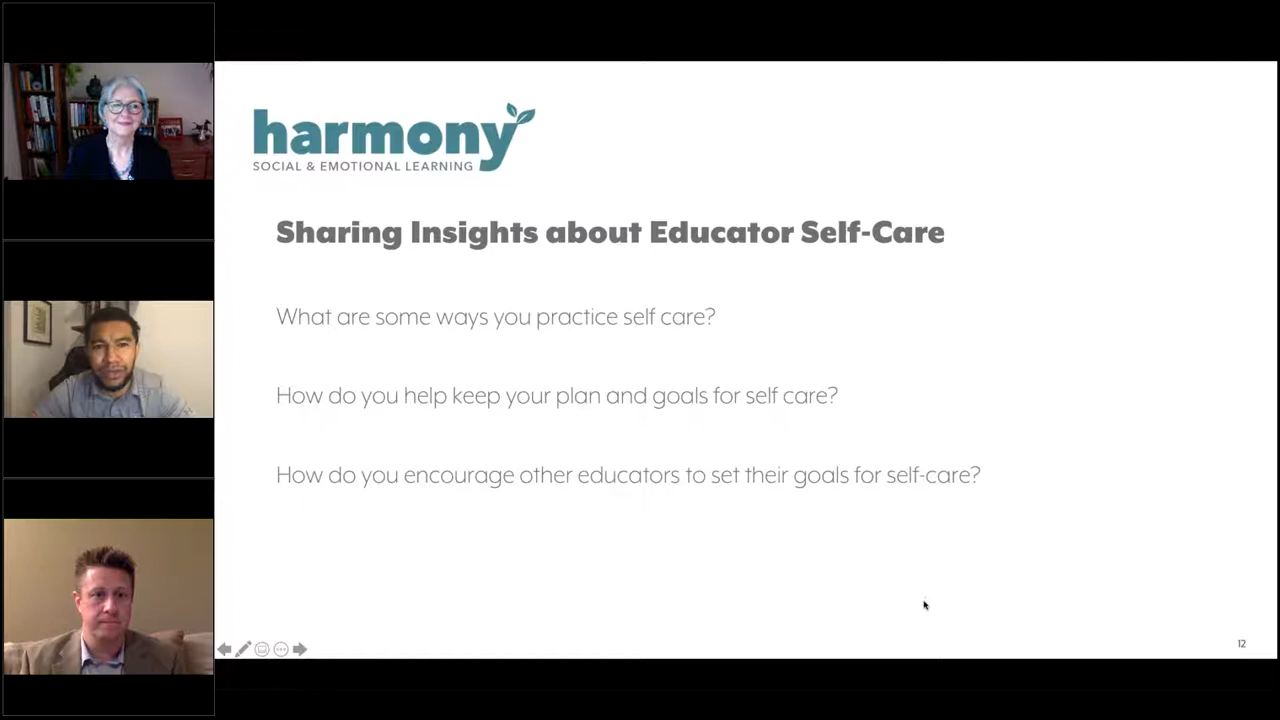 harmony
SOCIAL & EMOTIONAL LEARNING
Sharing Insights about Educator Self-Care
What are some ways you practice self care?
How do you help keep your plan and goals for self care?
How do you encourage other educators to set their goals for self-care?
12